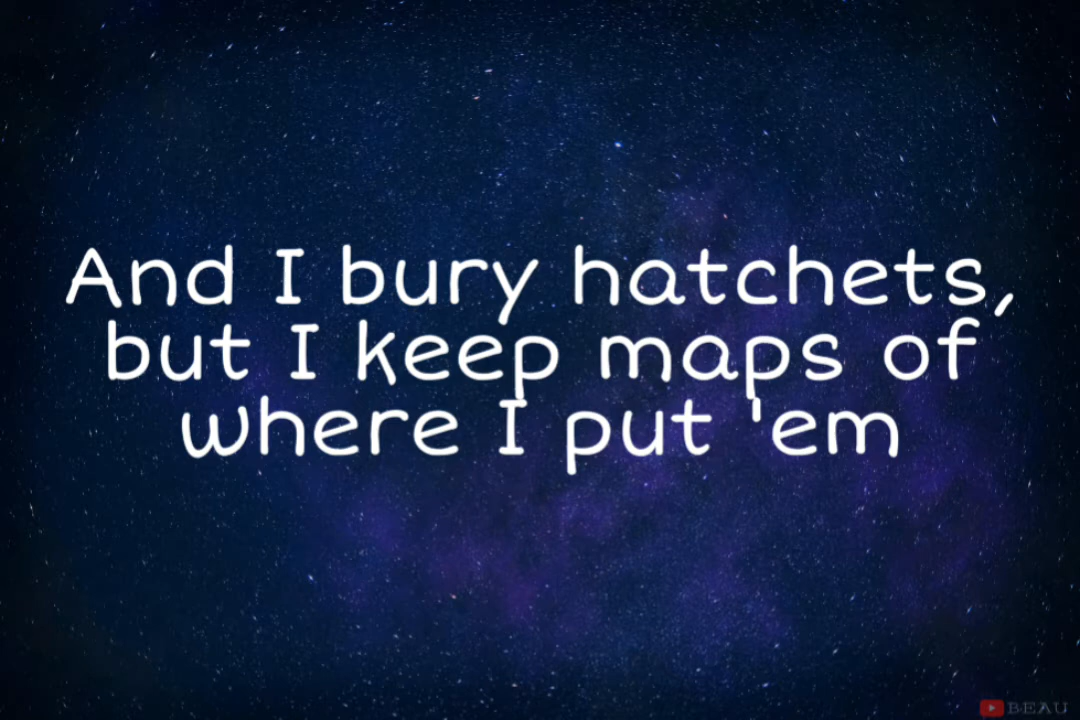 And I bury hatchets,
but I keep maps of
where I put 'em
BEAU